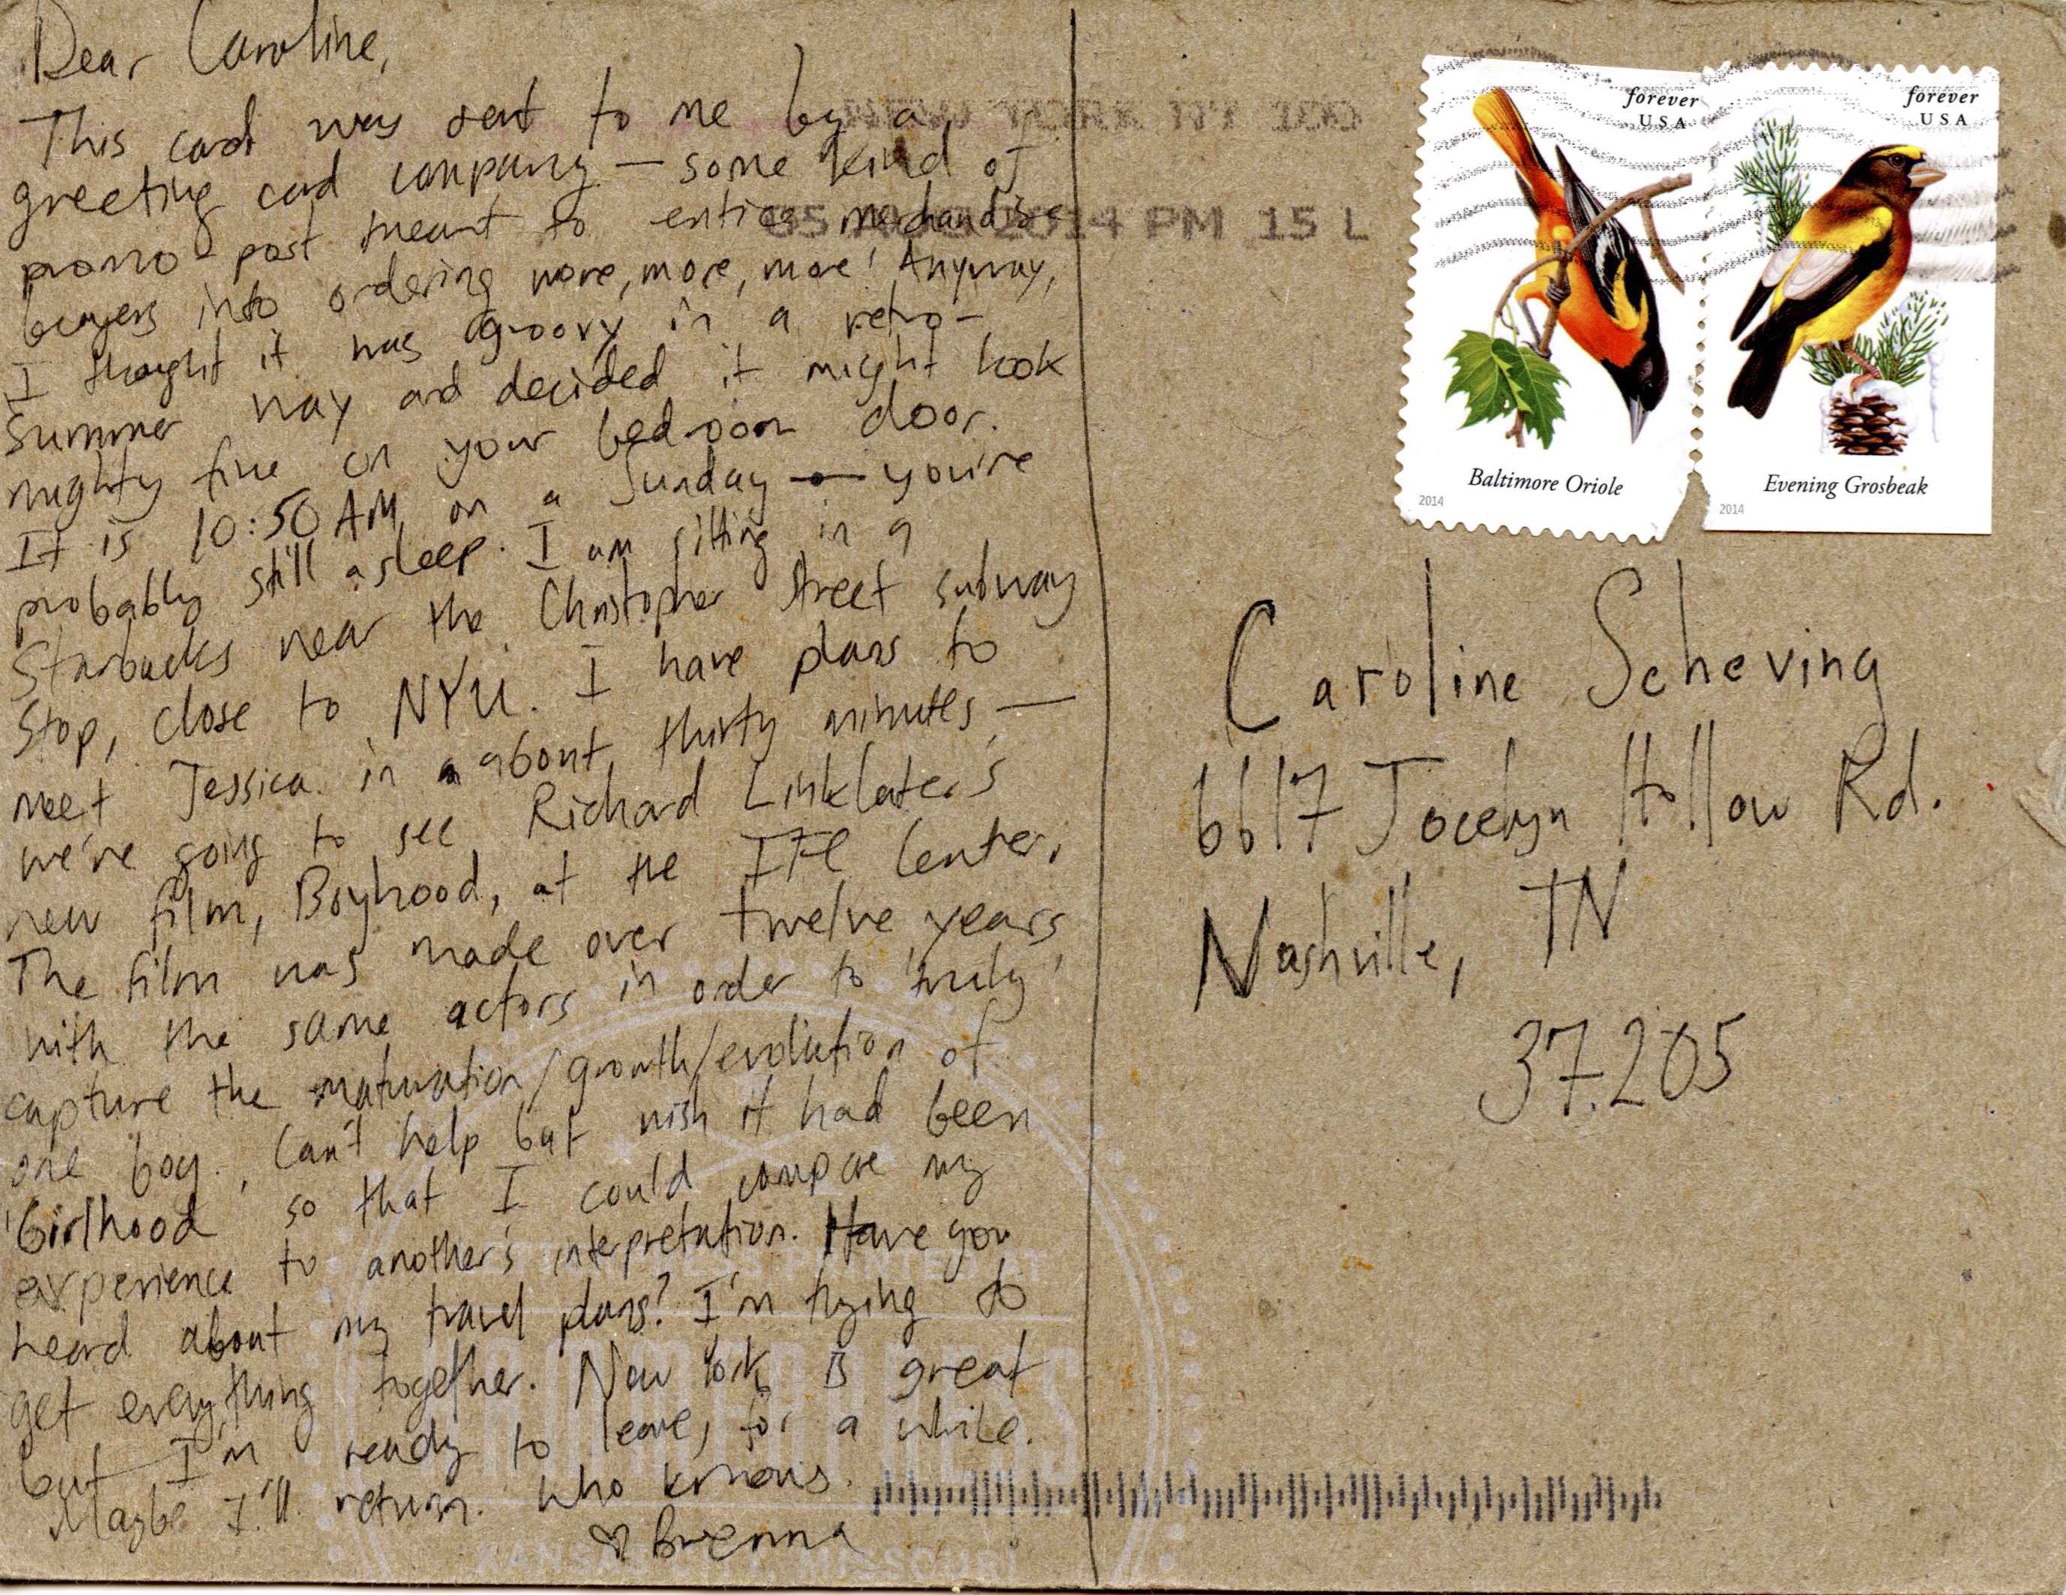 Dear Caroline,
This card was sent to me by a
greeting card company — some kind of
promo post meant to entice merchandise
buyers into ordering more, more, more! Anyway,
I thought it was groovy in a retro-
summer way and decided it might look
mighty fine on your bedroom door.
It is 10:50 AM on a Sunday — you're
probably still asleep. I am sitting in a
Starbucks near the Christopher Street subway
stop, close to NYU. I have plans to
meet Jessica in about thirty minutes —
we're going to see Richard Linklater's
new film, Boyhood, at the IFC Center.
The film was made over twelve years
with the same actors in order to 'truly'
capture the maturation/growth/evolution of
one boy. Can't help but wish it had been
'Girlhood' so that I could compare my
experience to another's interpretation. Have you
heard about my travel plans? I'm trying to
get everything together. New York is great
but I'm ready to leave, for a while.
Maybe I'll return. Who knows.
♡ Brenna
NEW YORK NY 100
05 AUG 2014 PM 15 L
forever
USA
Baltimore Oriole
2014
forever
USA
Evening Grosbeak
2014
Caroline Scheving
6617 Jocelyn Hollow Rd.
Nashville, TN
37205
KANSAS CITY, MISSOURI